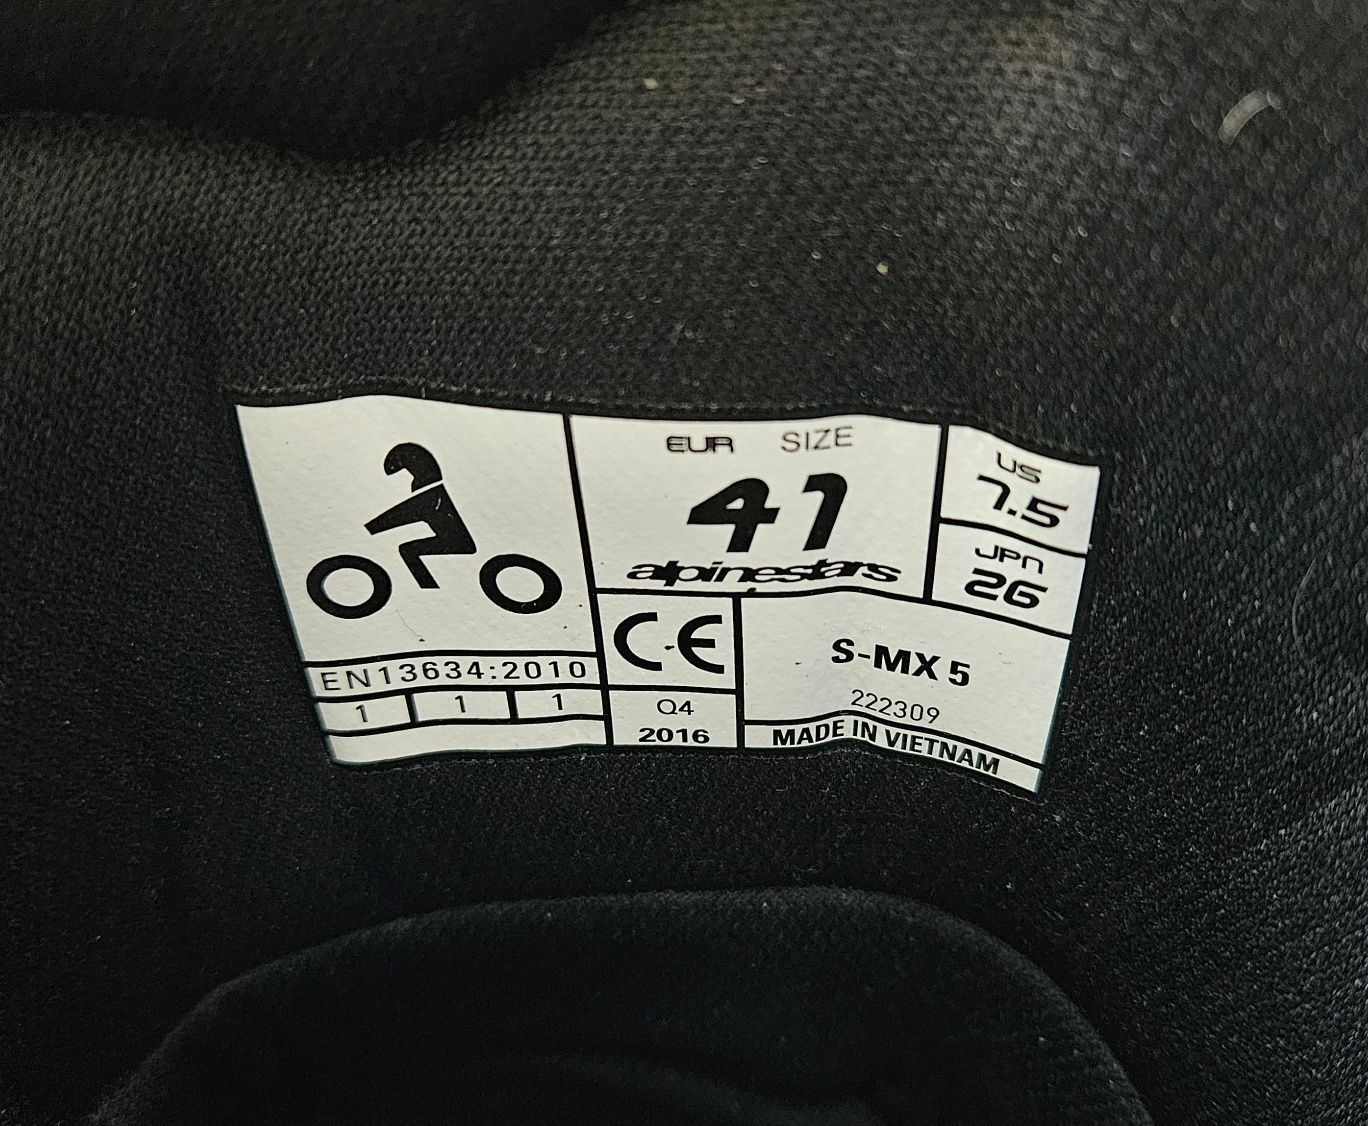 EUR SIZE
41
alpinestars
US
7.5
JPN
26
CE
S-MX 5
222309
EN13634:2010
1 1 1
Q4
2016
MADE IN VIETNAM